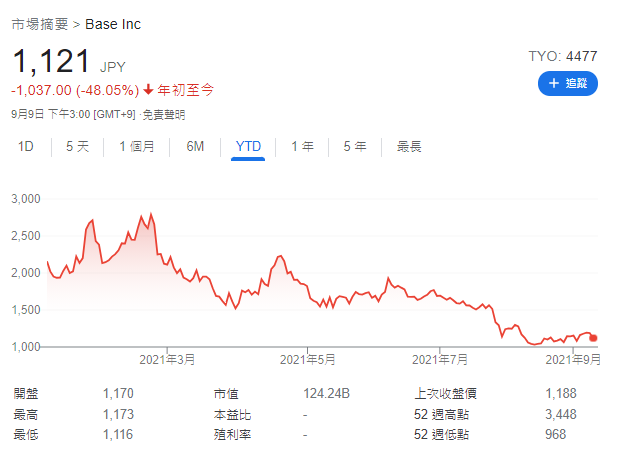 市場摘要 > Base Inc
1,121 JPY
TYO: 4477
-1,037.00 (-48.05%) 年初至今
+ 追蹤
9月9日 下午3:00 [GMT+9] · 免責聲明
1D 5 天 1 個月 6M YTD 1 年 5 年 最長
3,000
2,500
2,000
1,500
1,000
2021年3月 2021年5月 2021年7月 2021年9月
開盤 1,170 市值 124.24B 上次收盤價 1,188
最高 1,173 本益比 - 52 週高點 3,448
最低 1,116 殖利率 - 52 週低點 968